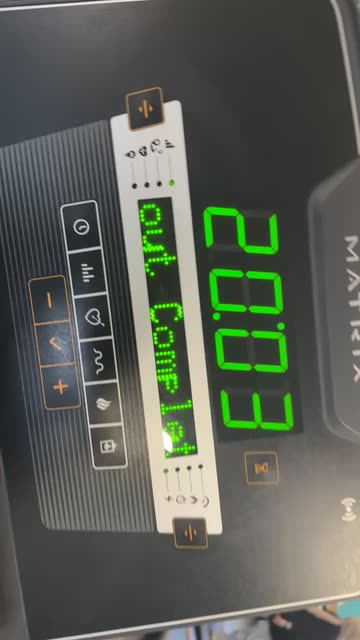 MATRIX
20:03
out Complet